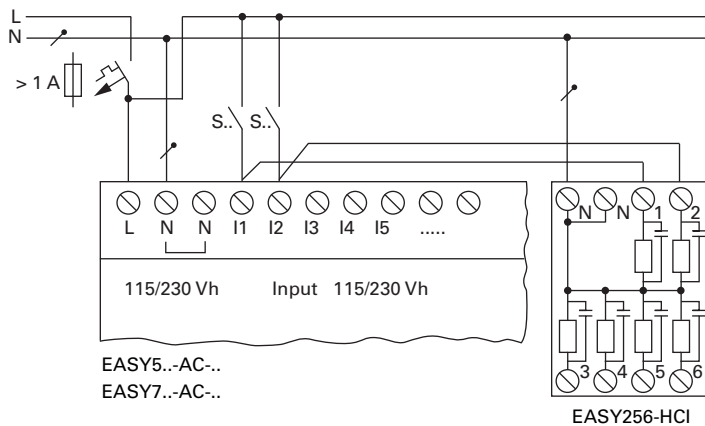 L
N
> 1 A
S.. S..
L N N I1 I2 I3 I4 I5 .....
N N 1 2
115/230 Vh Input 115/230 Vh
3 4 5 6
EASY5..-AC-..
EASY7..-AC-..
EASY256-HCI